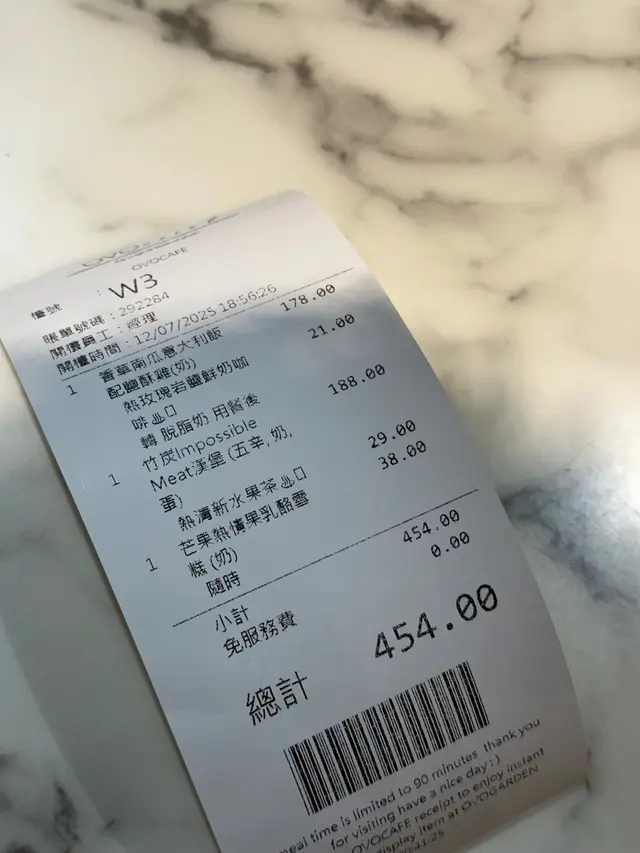 OVOCAFE
OVOCAFE
檯號 : W3
賬單號碼 : 292284
開檯員工 : 經理
開檯時間 : 12/07/2025 18:56:26
1 香草南瓜意大利飯 178.00
配鹽酥雞(奶)
熱玫瑰岩鹽鮮奶咖 21.00
啡♨口
轉 脫脂奶 用餐後
1 竹炭Impossible 188.00
Meat漢堡 (五辛, 奶,
蛋)
熱清新水果茶♨口 29.00
1 芒果熱情果乳酪雪 38.00
糕 (奶)
隨時
小計 454.00
免服務費 0.00
總計 454.00
meal time is limited to 90 minutes thank you
for visiting have a nice day : )
OVOCAFE receipt to enjoy instant
display item at OVOGARDEN